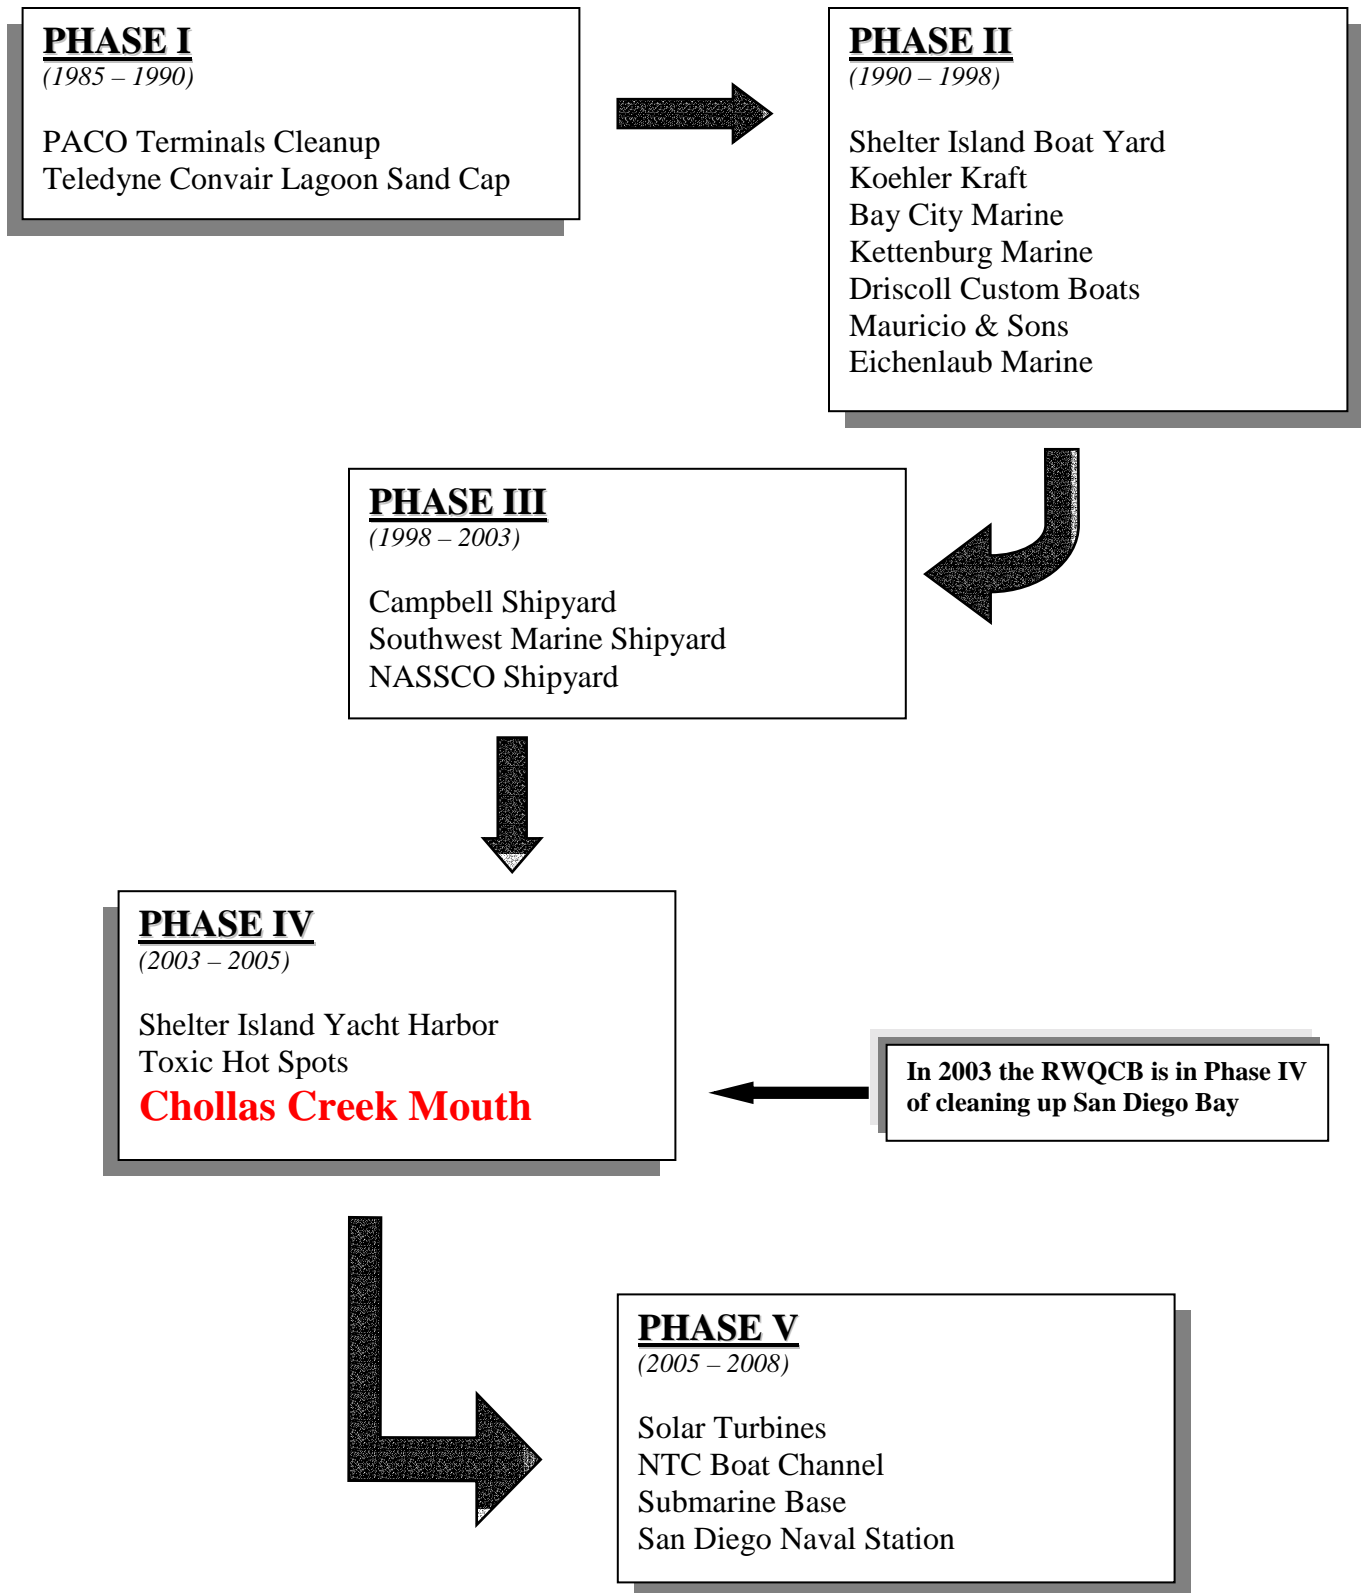 PHASE I
(1985 – 1990)
PACO Terminals Cleanup
Teledyne Convair Lagoon Sand Cap
PHASE II
(1990 – 1998)
Shelter Island Boat Yard
Koehler Kraft
Bay City Marine
Kettenburg Marine
Driscoll Custom Boats
Mauricio & Sons
Eichenlaub Marine
PHASE III
(1998 – 2003)
Campbell Shipyard
Southwest Marine Shipyard
NASSCO Shipyard
PHASE IV
(2003 – 2005)
Shelter Island Yacht Harbor
Toxic Hot Spots
Chollas Creek Mouth
In 2003 the RWQCB is in Phase IV
of cleaning up San Diego Bay
PHASE V
(2005 – 2008)
Solar Turbines
NTC Boat Channel
Submarine Base
San Diego Naval Station